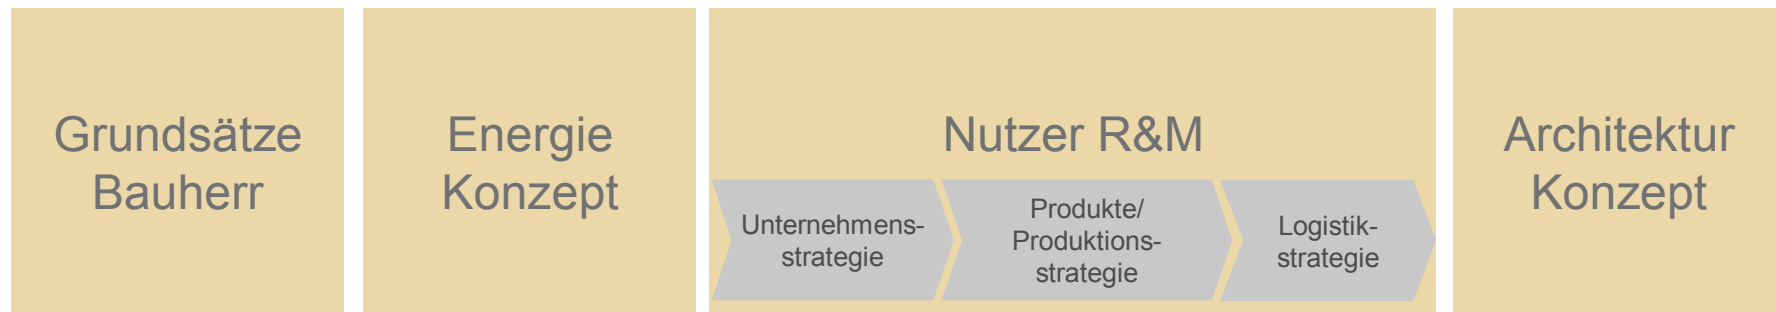 Grundsätze
Bauherr
Energie
Konzept
Nutzer R&M
Unternehmens-
strategie
Produkte/
Produktions-
strategie
Logistik-
strategie
Architektur
Konzept